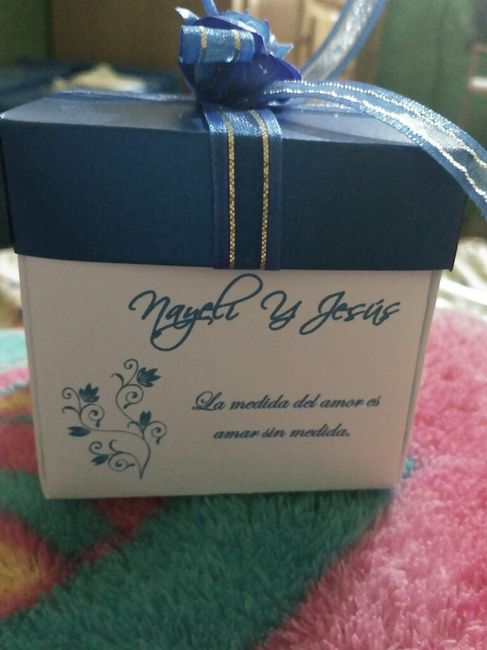 Nayeli Y Jesús
La medida del amor es
amar sin medida.